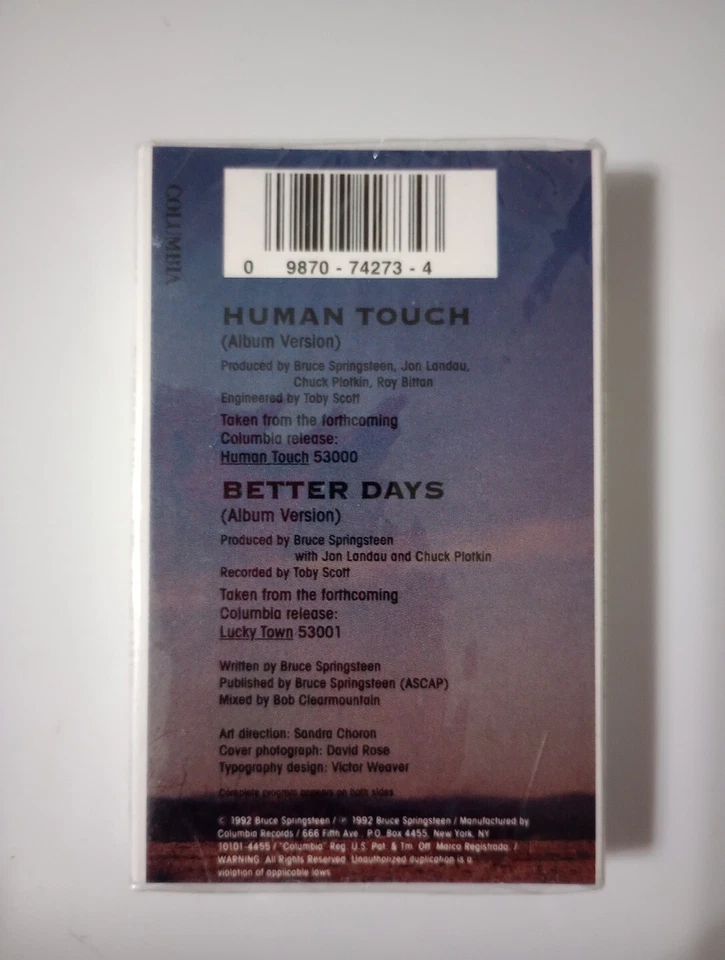 COLUMBIA
0 9870 - 74273 - 4
HUMAN TOUCH
(Album Version)
Produced by Bruce Springsteen, Jon Landau,
Chuck Plotkin, Roy Bittan
Engineered by Toby Scott
Taken from the forthcoming
Columbia release:
Human Touch 53000
BETTER DAYS
(Album Version)
Produced by Bruce Springsteen
with Jon Landau and Chuck Plotkin
Recorded by Toby Scott
Taken from the forthcoming
Columbia release:
Lucky Town 53001
Written by Bruce Springsteen
Published by Bruce Springsteen (ASCAP)
Mixed by Bob Clearmountain
Art direction: Sandra Choron
Cover photograph: David Rose
Typography design: Victor Weaver
Complete program appears on both sides
© 1992 Bruce Springsteen / ℗ 1992 Bruce Springsteen / Manufactured by
Columbia Records / 666 Fifth Ave., P.O. Box 4455, New York, NY
10101-4455 / "Columbia" Reg. U.S. Pat. & Tm. Off. Marca Registrada. /
WARNING: All Rights Reserved. Unauthorized duplication is a
violation of applicable laws.